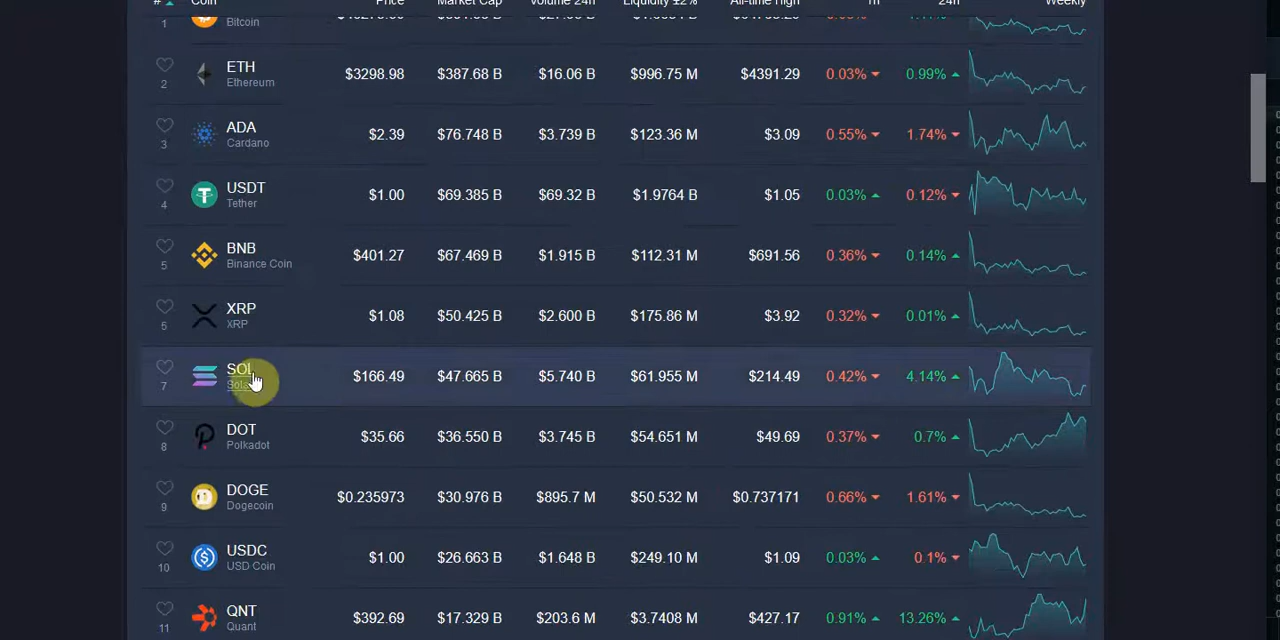 # Coin Price Market Cap Volume 24h Liquidity ±2% All-time High 1h 24h Weekly
1 Bitcoin
ETH $3298.98 $387.68 B $16.06 B $996.75 M $4391.29 0.03% 0.99%
2 Ethereum
ADA $2.39 $76.748 B $3.739 B $123.36 M $3.09 0.55% 1.74%
3 Cardano
USDT $1.00 $69.385 B $69.32 B $1.9764 B $1.05 0.03% 0.12%
4 Tether
BNB $401.27 $67.469 B $1.915 B $112.31 M $691.56 0.36% 0.14%
5 Binance Coin
XRP $1.08 $50.425 B $2.600 B $175.86 M $3.92 0.32% 0.01%
6 XRP
SOL $166.49 $47.665 B $5.740 B $61.955 M $214.49 0.42% 4.14%
7
DOT $35.66 $36.550 B $3.745 B $54.651 M $49.69 0.37% 0.7%
8 Polkadot
DOGE $0.235973 $30.976 B $895.7 M $50.532 M $0.737171 0.66% 1.61%
9 Dogecoin
USDC $1.00 $26.663 B $1.648 B $249.10 M $1.09 0.03% 0.1%
10 USD Coin
QNT $392.69 $17.329 B $203.6 M $3.7408 M $427.17 0.91% 13.26%
11 Quant